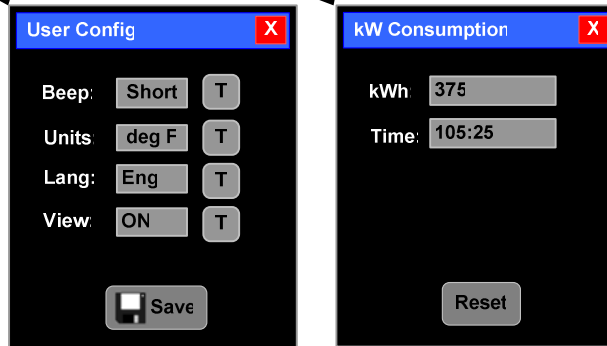 User Config X
Beep: Short T
Units: deg F T
Lang: Eng T
View: ON T
Save
kW Consumption X
kWh: 375
Time: 105:25
Reset